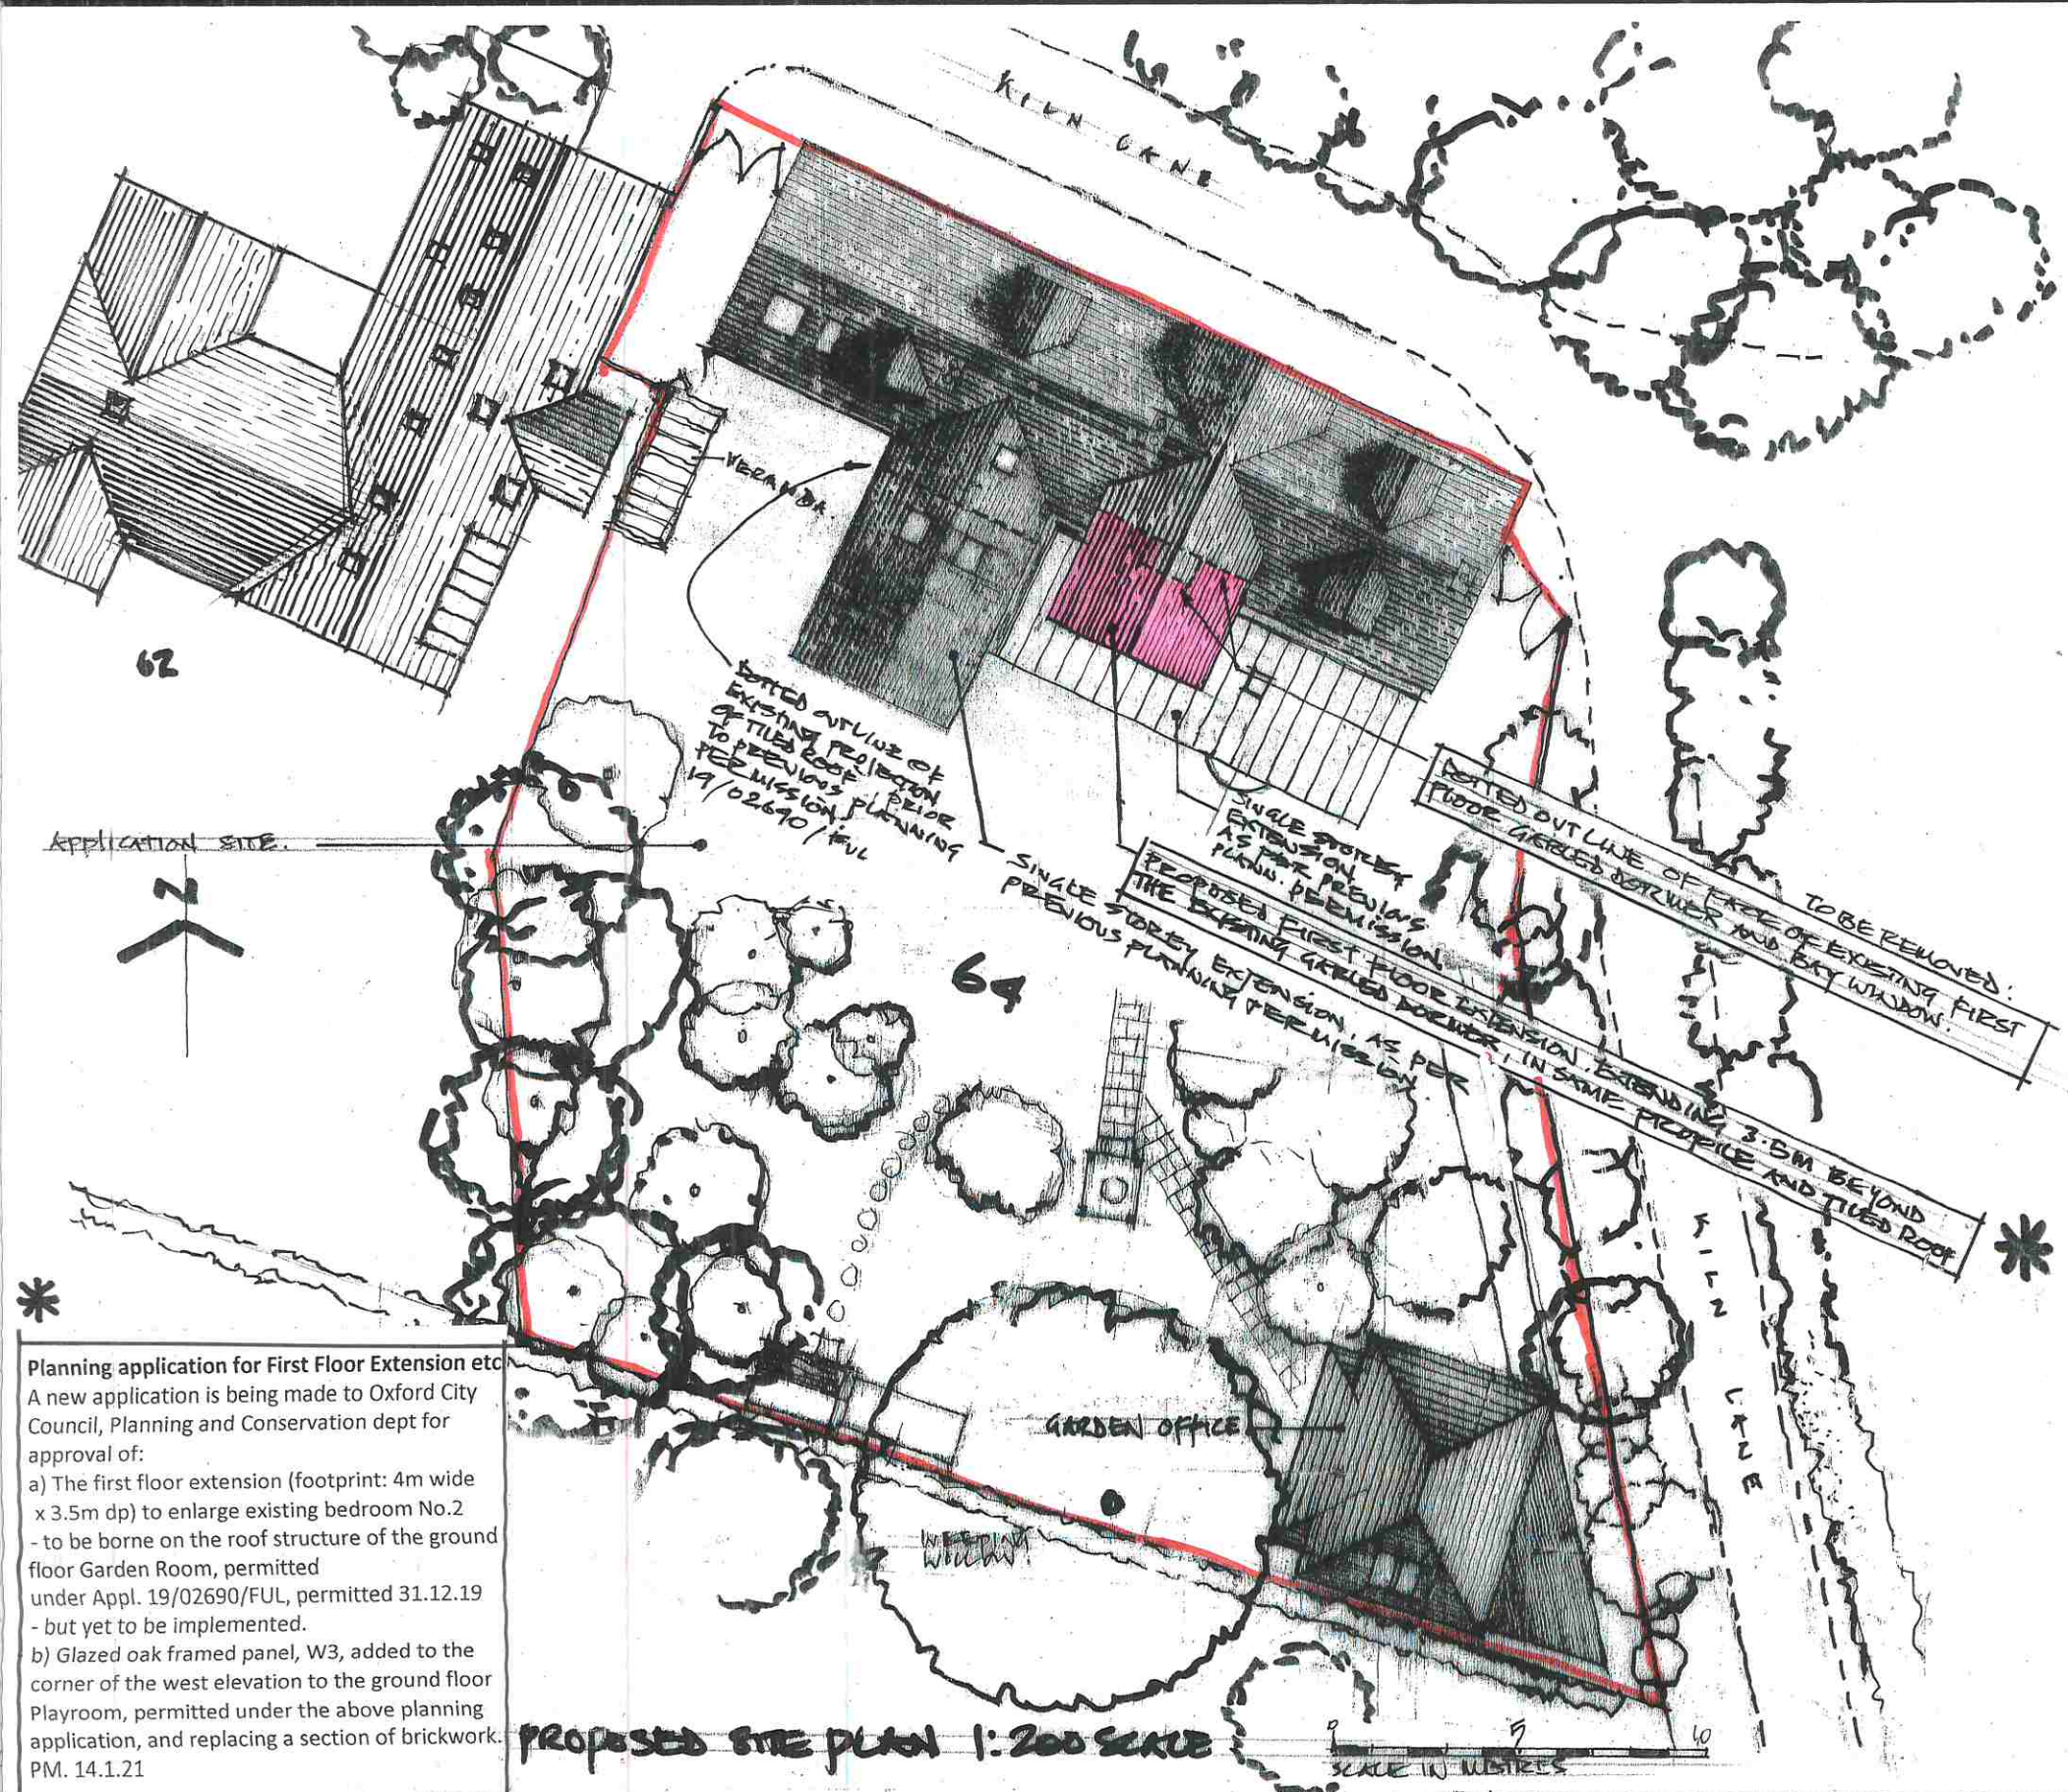 KILN LANE
VERANDA.
62
DOTTED OUTLINE OF
EXISTING PROJECTION
OF TILED ROOF, PRIOR
TO PREVIOUS PLANNING
PERMISSION.
19/02690/FUL
APPLICATION SITE.
N
64
SINGLE STOREY
EXTENSION
AS PER PREVIOUS
PLANN. PERMISSION.
DOTTED OUTLINE OF FACE OF EXISTING FIRST
FLOOR GABLED DORMER AND BAY WINDOW.
TO BE REMOVED:
PROPOSED FIRST FLOOR EXTENSION, EXTENDING 3.5M BEYOND
THE EXISTING GABLED DORMER, IN SAME PROFILE AND TILED ROOF
SINGLE STOREY EXTENSION, AS PER
PREVIOUS PLANNING PERMISSION
KILN LANE
GARDEN OFFICE
WEEPING
WILLOW.
Planning application for First Floor Extension etc
A new application is being made to Oxford City
Council, Planning and Conservation dept for
approval of:
a) The first floor extension (footprint: 4m wide
x 3.5m dp) to enlarge existing bedroom No.2
- to be borne on the roof structure of the ground
floor Garden Room, permitted
under Appl. 19/02690/FUL, permitted 31.12.19
- but yet to be implemented.
b) Glazed oak framed panel, W3, added to the
corner of the west elevation to the ground floor
Playroom, permitted under the above planning
application, and replacing a section of brickwork.
PM. 14.1.21
PROPOSED SITE PLAN 1:200 SCALE
0 5 10
SCALE IN METRES